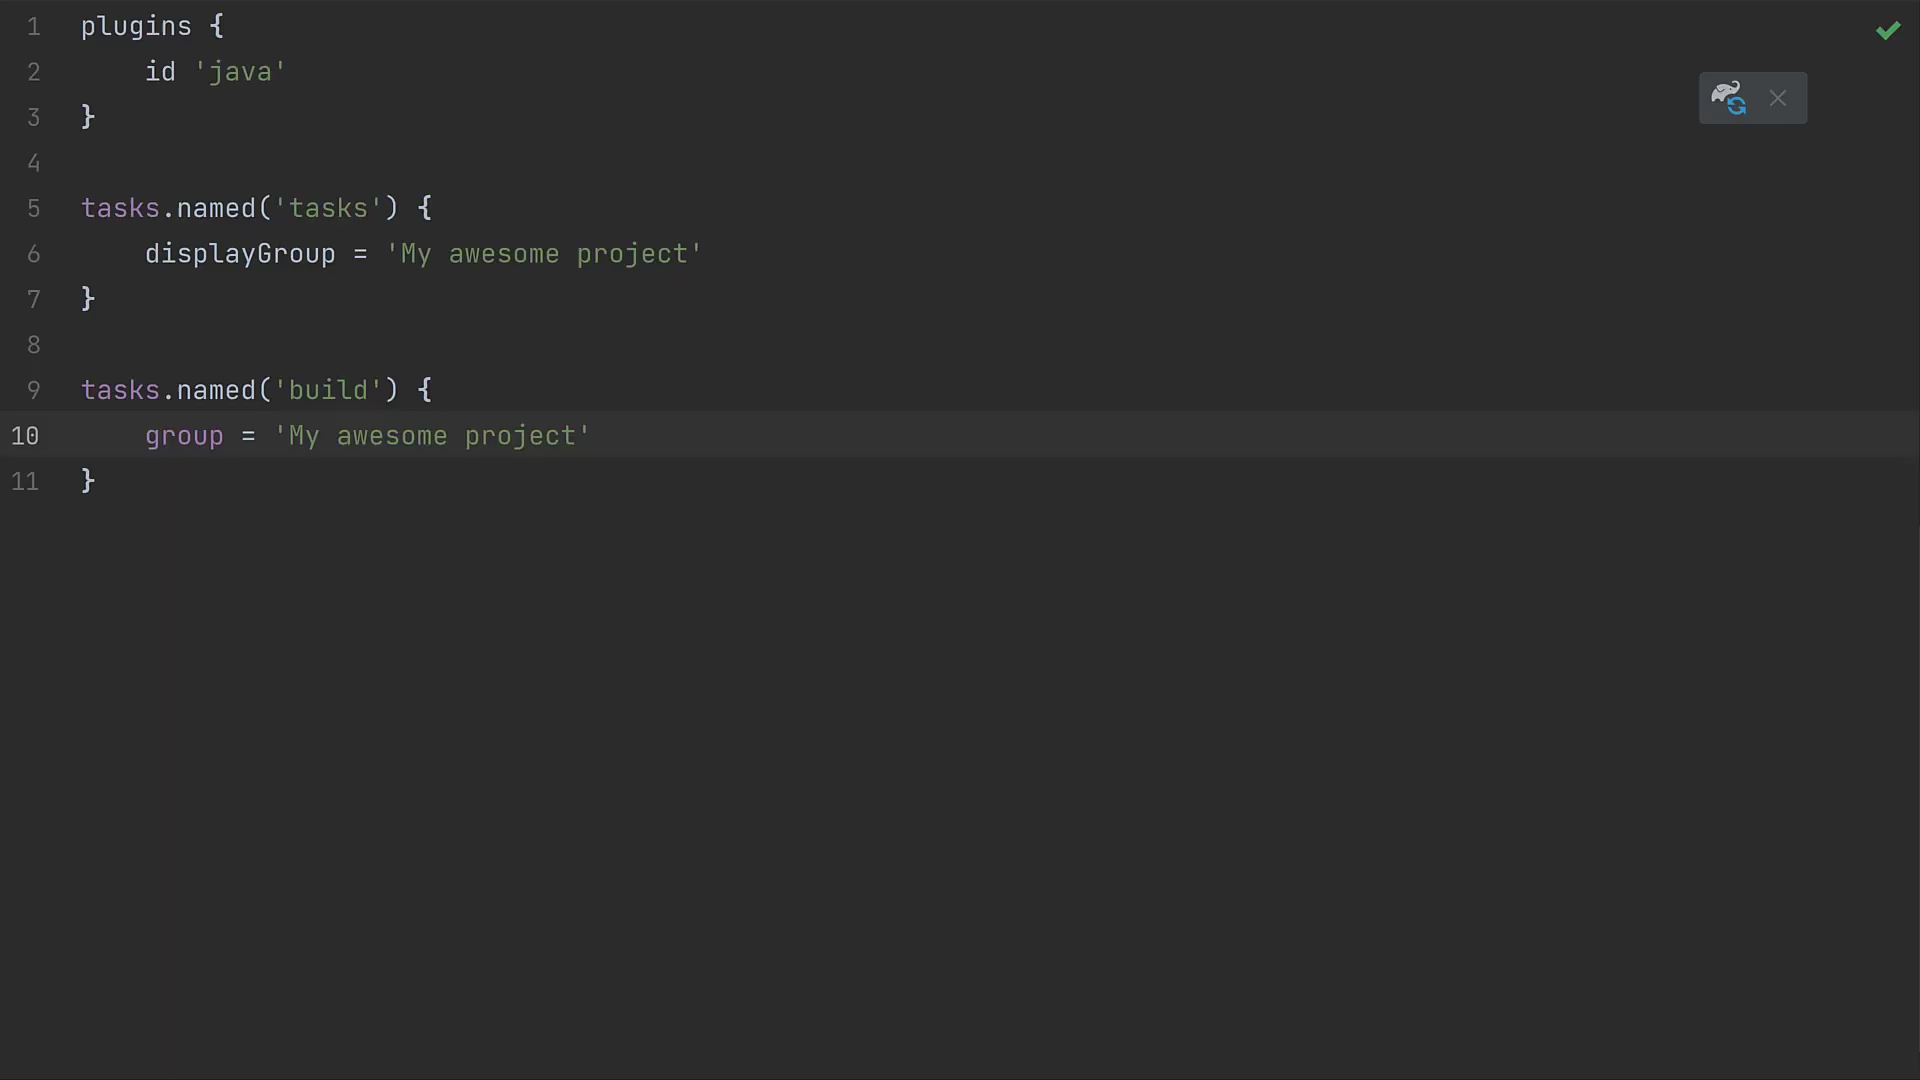 1 plugins {
2     id 'java'
3 }
4
5 tasks.named('tasks') {
6     displayGroup = 'My awesome project'
7 }
8
9 tasks.named('build') {
10     group = 'My awesome project'
11 }